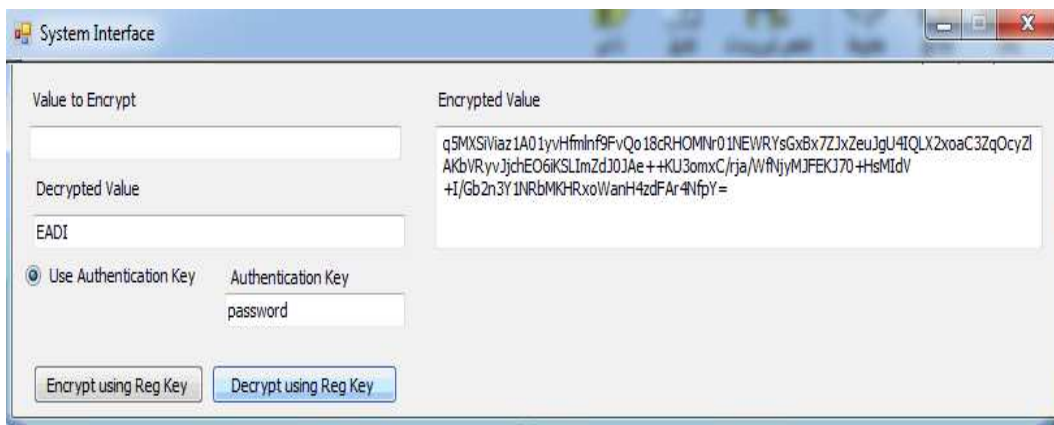 System Interface
Value to Encrypt
Encrypted Value
q5MXSiViaz1A01yvHfmlnf9FvQo18cRHOMNr01NEWRYsGxBx7ZJxZeuJgU4IQLX2xoaC3ZqOcyZl
AKbVRyvJjchEO6iKSLImZdJ0JAe++KU3omxC/rja/WfNjyMJFEKJ70+HsMIdV
+I/Gb2n3Y1NRbMKHRxoWanH4zdFAr4NfpY=
Decrypted Value
EADI
Use Authentication Key
Authentication Key
password
Encrypt using Reg Key
Decrypt using Reg Key